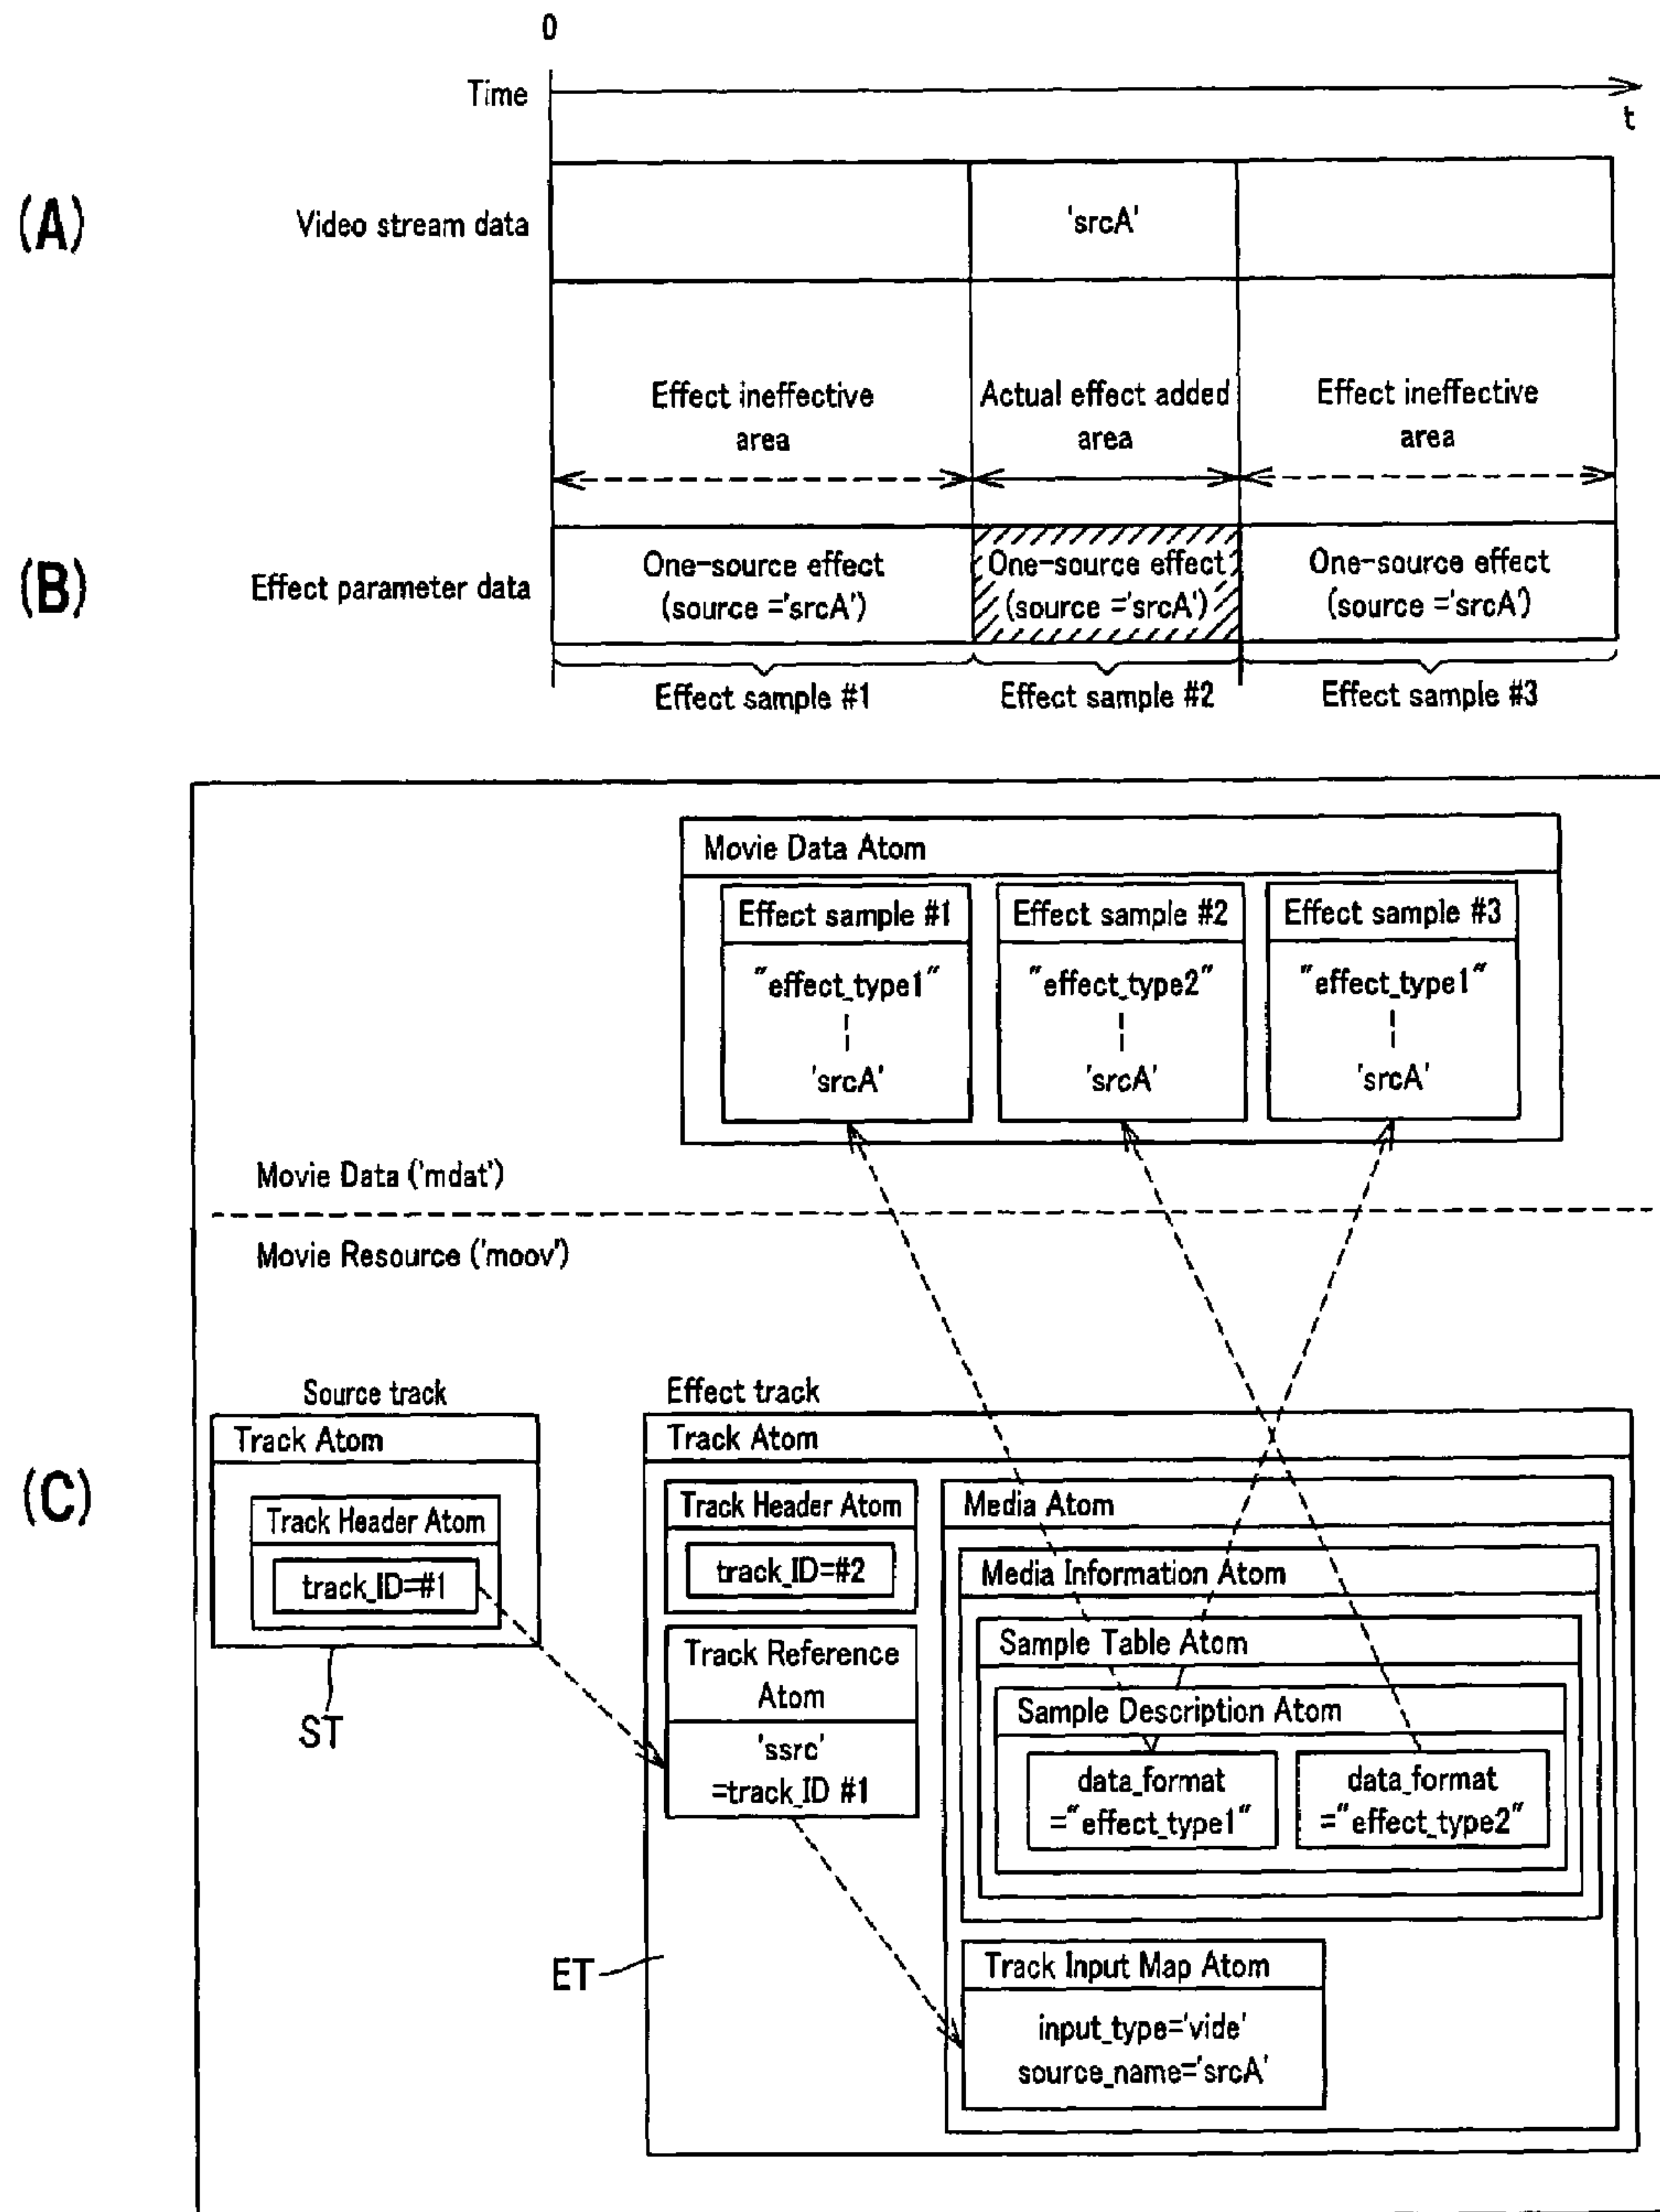 0
Time
t
(A)
Video stream data
'srcA'
Effect ineffective
area
Actual effect added
area
Effect ineffective
area
(B)
Effect parameter data
One-source effect
(source ='srcA')
One-source effect
(source ='srcA')
One-source effect
(source ='srcA')
Effect sample #1
Effect sample #2
Effect sample #3
Movie Data Atom
Effect sample #1
Effect sample #2
Effect sample #3
"effect_type1"
"effect_type2"
"effect_type1"
'srcA'
'srcA'
'srcA'
Movie Data ('mdat')
Movie Resource ('moov')
(C)
Source track
Track Atom
Track Header Atom
track_ID=#1
ST
Effect track
Track Atom
Track Header Atom
track_ID=#2
Track Reference
Atom
'ssrc'
=track_ID #1
ET
Media Atom
Media Information Atom
Sample Table Atom
Sample Description Atom
data_format
="effect_type1"
data_format
="effect_type2"
Track Input Map Atom
input_type='vide'
source_name='srcA'